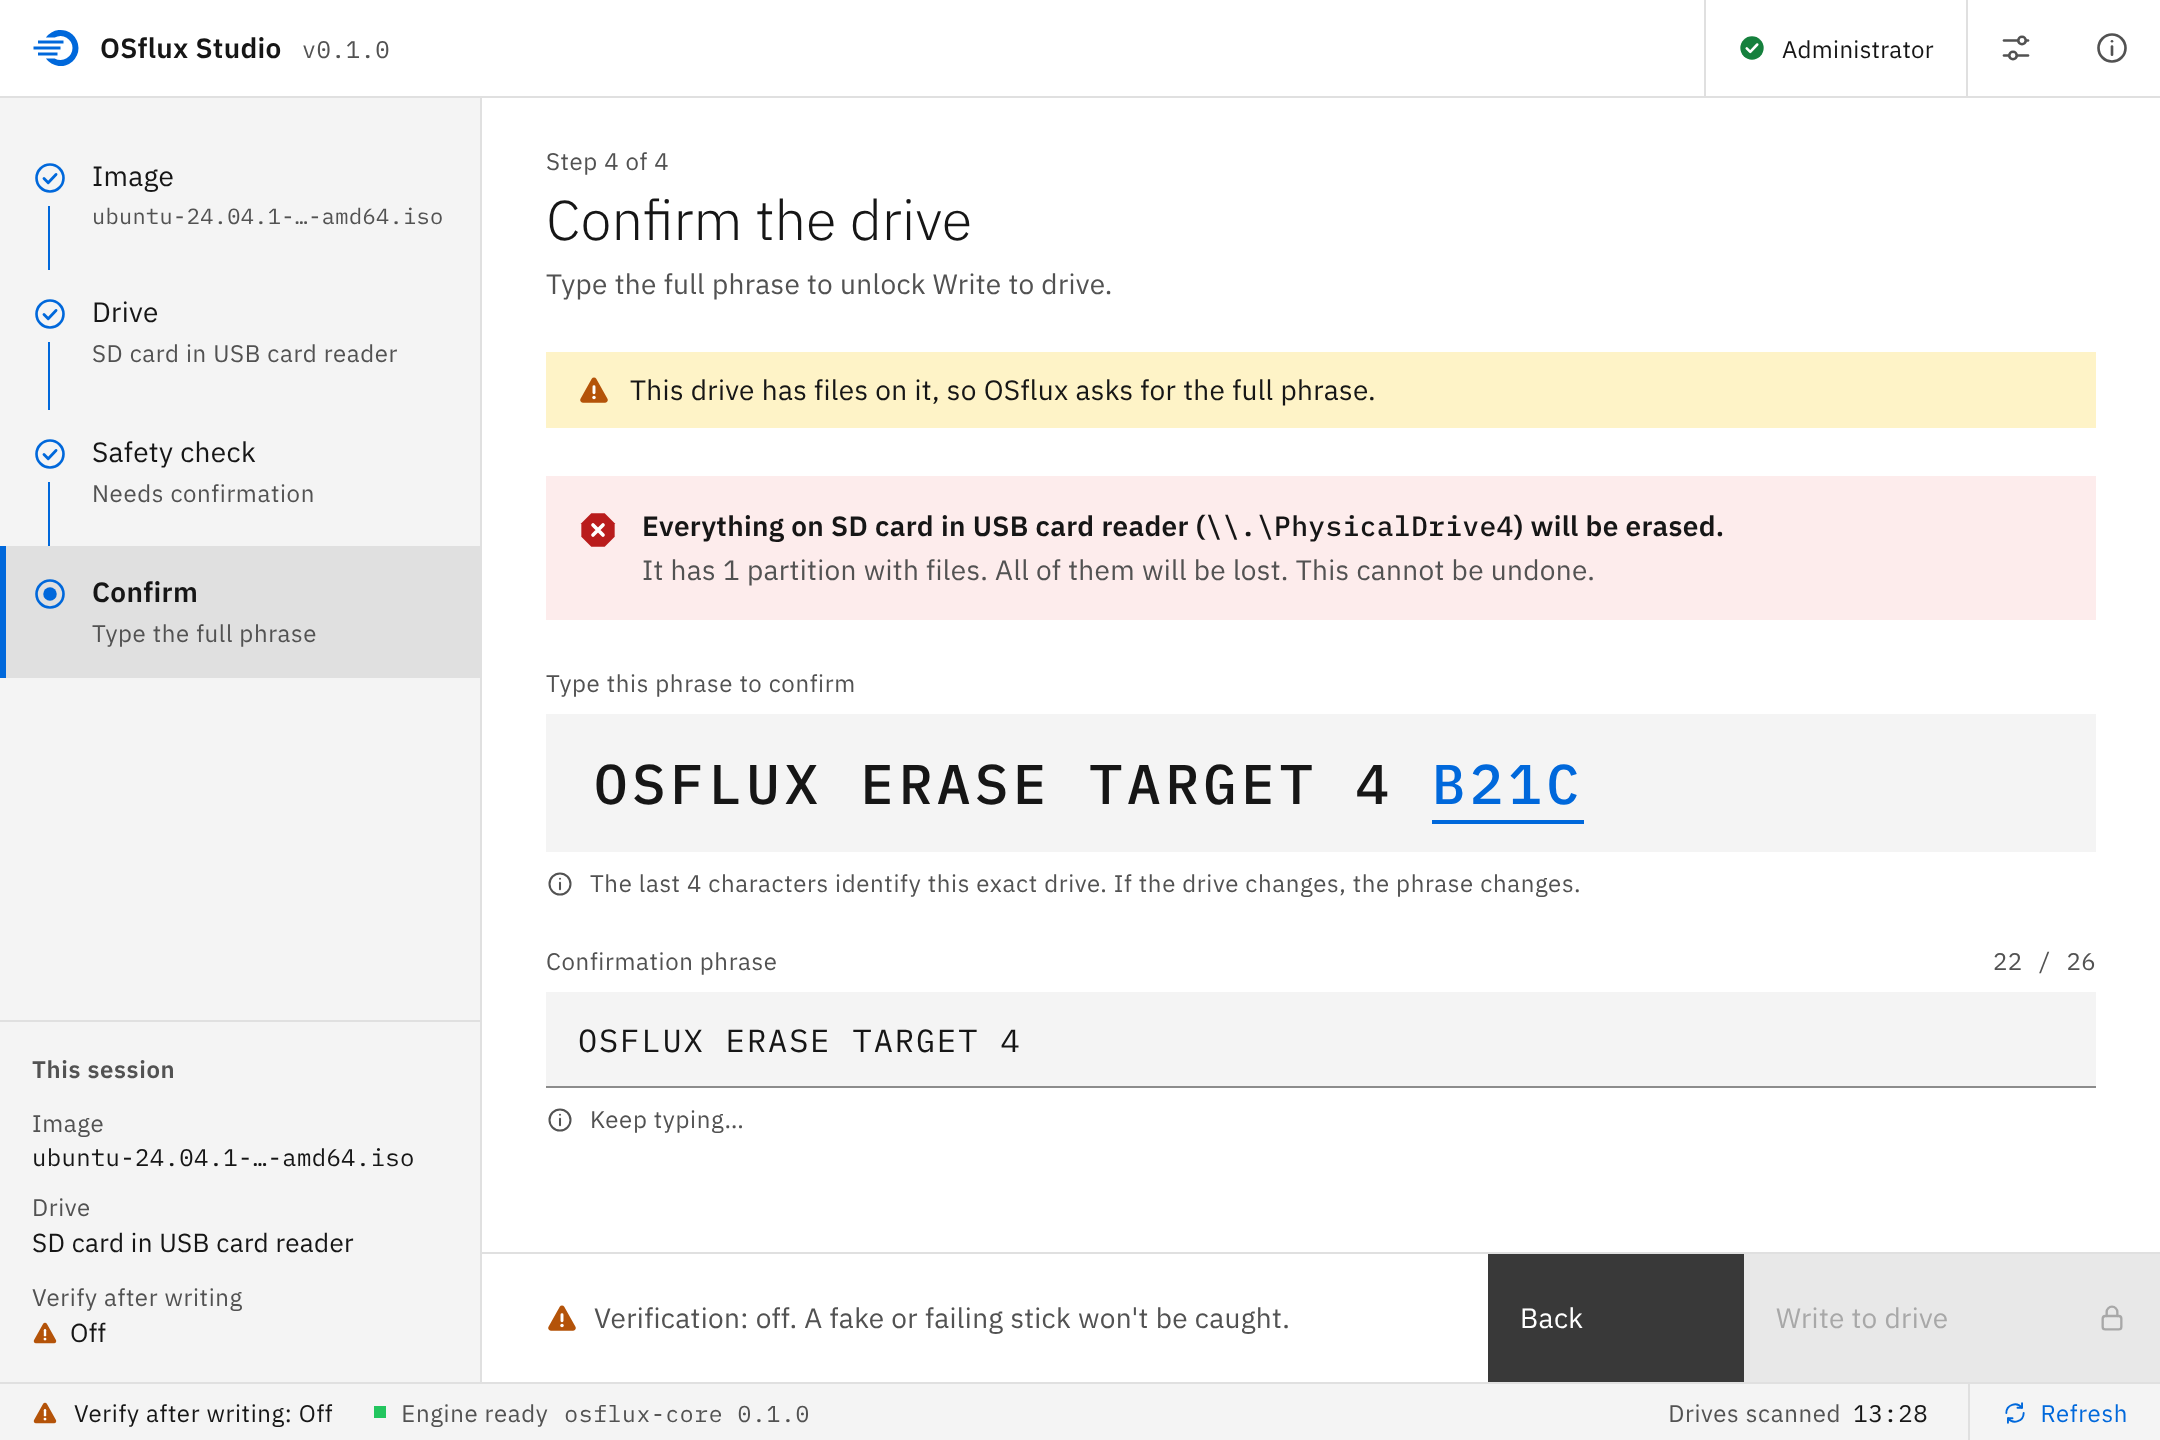 OSflux Studio v0.1.0
Administrator
Image
ubuntu-24.04.1-…-amd64.iso
Drive
SD card in USB card reader
Safety check
Needs confirmation
Confirm
Type the full phrase
This session
Image
ubuntu-24.04.1-…-amd64.iso
Drive
SD card in USB card reader
Verify after writing
Off
Step 4 of 4
Confirm the drive
Type the full phrase to unlock Write to drive.
This drive has files on it, so OSflux asks for the full phrase.
Everything on SD card in USB card reader (\\.\PhysicalDrive4) will be erased.
It has 1 partition with files. All of them will be lost. This cannot be undone.
Type this phrase to confirm
OSFLUX ERASE TARGET 4 B21C
The last 4 characters identify this exact drive. If the drive changes, the phrase changes.
Confirmation phrase
22 / 26
OSFLUX ERASE TARGET 4
Keep typing…
Verification: off. A fake or failing stick won't be caught.
Back
Write to drive
Verify after writing: Off
Engine ready osflux-core 0.1.0
Drives scanned 13:28
Refresh